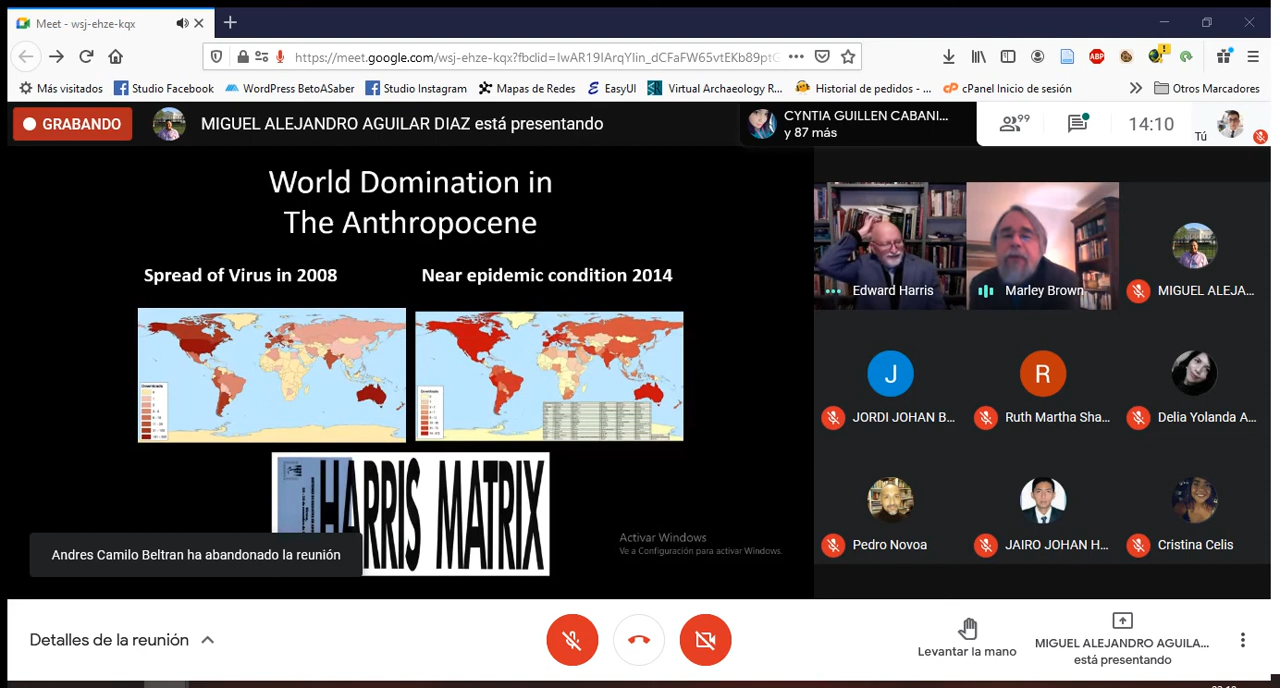 Meet - wsj-ehze-kqx
https://meet.google.com/wsj-ehze-kqx?fbclid=IwAR19IArqYIin_dCFaFW65vtEKb89ptG
Más visitados
Studio Facebook
WordPress BetoASaber
Studio Instagram
Mapas de Redes
EasyUI
Virtual Archaeology R...
Historial de pedidos - ...
cPanel Inicio de sesión
Otros Marcadores
ABP
GRABANDO
MIGUEL ALEJANDRO AGUILAR DIAZ está presentando
CYNTIA GUILLEN CABANI...
y 87 más
99
14:10
Tú
World Domination in
The Anthropocene
Spread of Virus in 2008
Near epidemic condition 2014
HARRIS MATRIX
Activar Windows
Ve a Configuración para activar Windows.
Andres Camilo Beltran ha abandonado la reunión
Edward Harris
Marley Brown
MIGUEL ALEJA...
J
JORDI JOHAN B...
R
Ruth Martha Sha...
Delia Yolanda A...
Pedro Novoa
JAIRO JOHAN H...
Cristina Celis
Detalles de la reunión
Levantar la mano
MIGUEL ALEJANDRO AGUILA...
está presentando